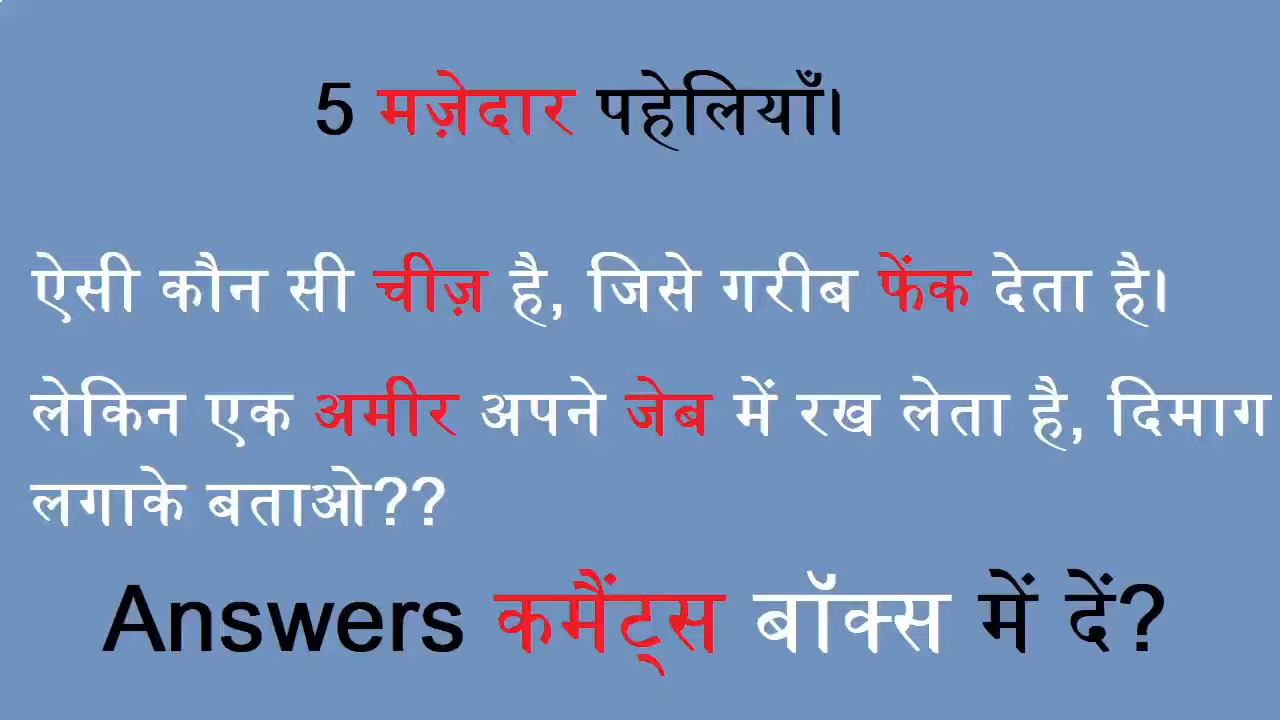 5 मज़ेदार पहेलियाँ।
ऐसी कौन सी चीज़ है, जिसे गरीब फेंक देता है।
लेकिन एक अमीर अपने जेब में रख लेता है, दिमाग
लगाके बताओ??
Answers कमैंट्स बॉक्स में दें?